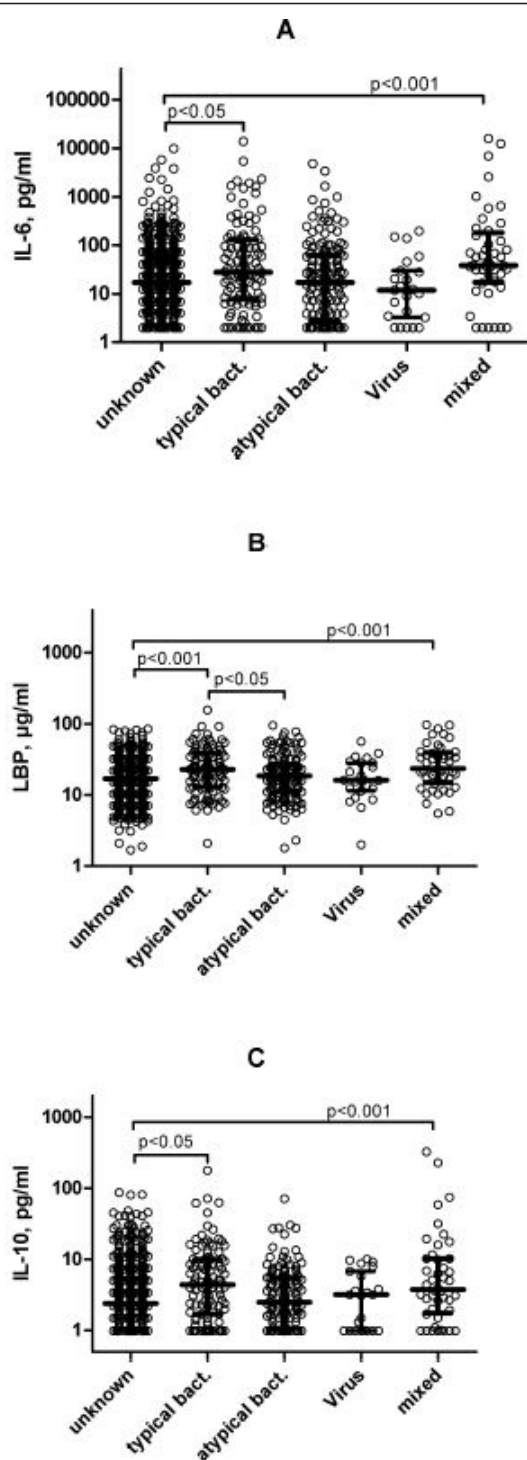 A
p<0.001
100000
p<0.05
10000
1000
100
10
1
IL-6, pg/ml
unknown
typical bact.
atypical bact.
Virus
mixed
B
p<0.001
1000
p<0.001
p<0.05
100
10
1
LBP, µg/ml
unknown
typical bact.
atypical bact.
Virus
mixed
C
1000
p<0.001
p<0.05
100
10
1
IL-10, pg/ml
unknown
typical bact.
atypical bact.
Virus
mixed